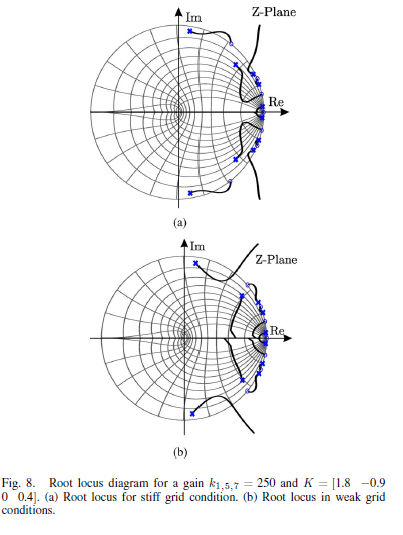 Im
Z-Plane
Re
(a)
Im
Z-Plane
Re
(b)
Fig. 8. Root locus diagram for a gain k1,5,7 = 250 and K = [1.8 −0.9
0 0.4]. (a) Root locus for stiff grid condition. (b) Root locus in weak grid
conditions.